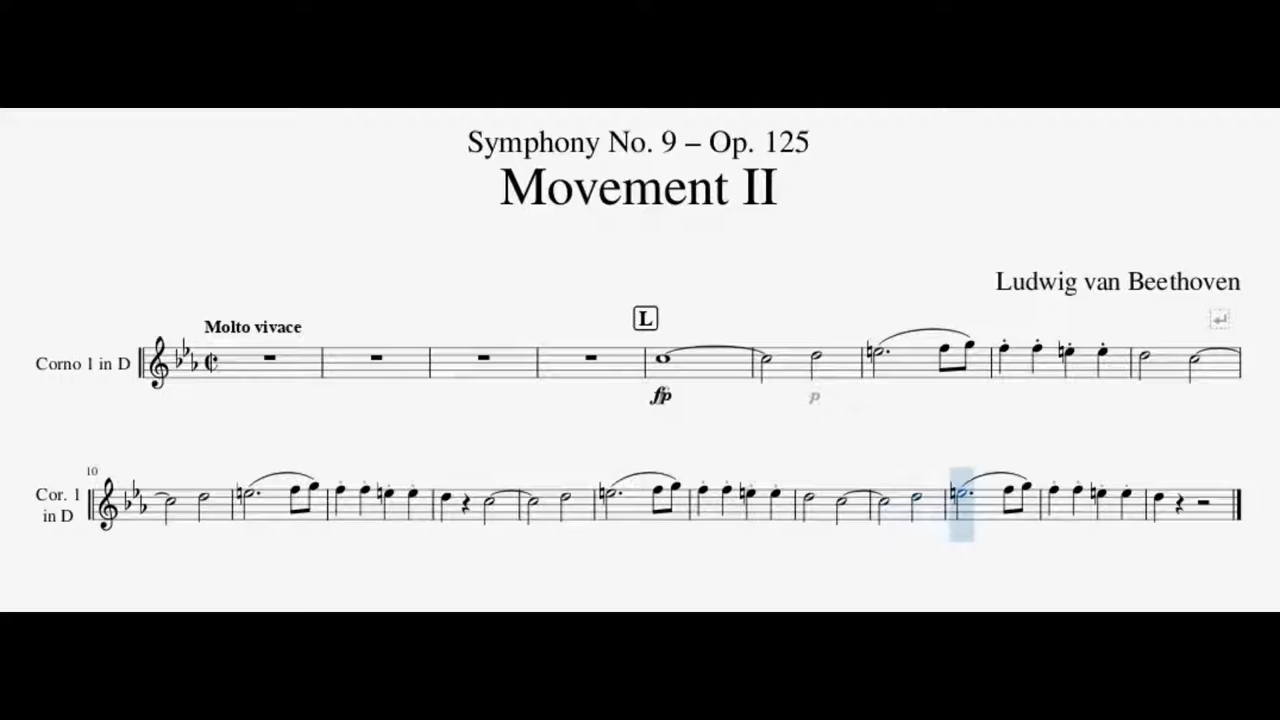 Symphony No. 9 – Op. 125
Movement II
Ludwig van Beethoven
L
Molto vivace
Corno 1 in D
fp
p
10
Cor. 1
in D